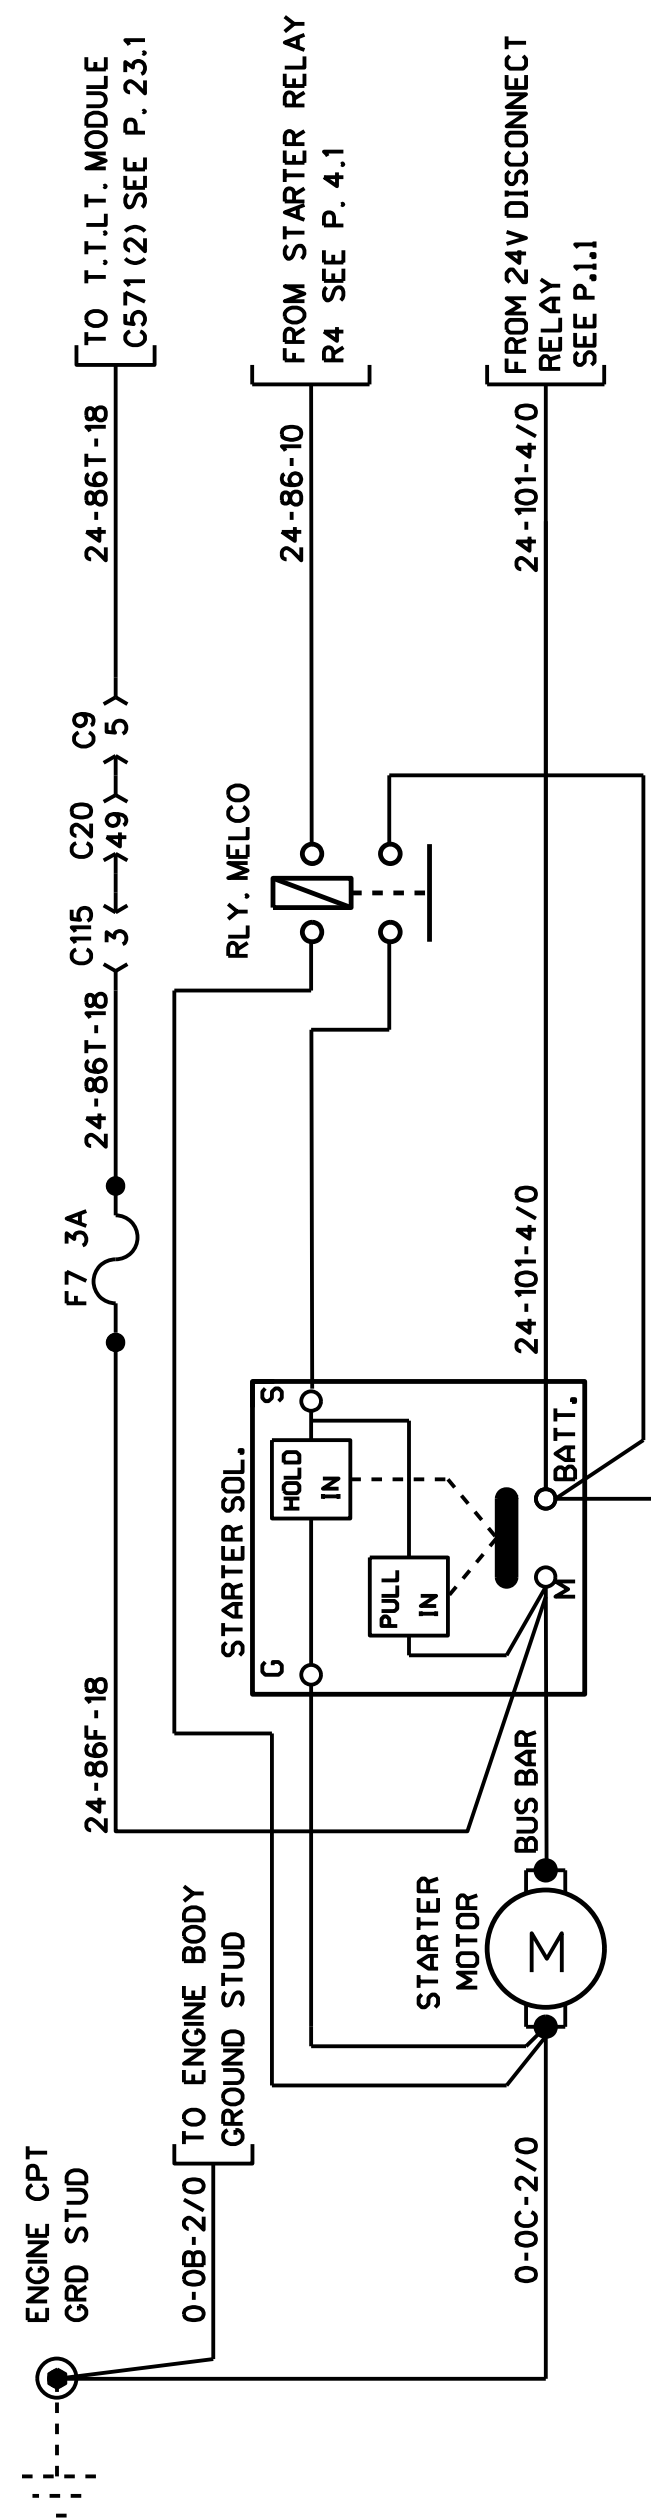 TO T.T.L.T. MODULE
C571 (2) SEE P. 23.1
24-86T-18
C9
5
C20
49
C115
3
24-86T-18
F7 3A
24-86F-18
FROM STARTER RELAY
R4 SEE P. 4.1
24-86-10
RLY. MELCO
FROM 24V DISCONNECT
RELAY
SEE P.1.1
24-101-4/0
24-101-4/0
STARTER SOL.
S
HOLD
IN
PULL
IN
G
BATT.
M
BUS BAR
STARTER
MOTOR
M
TO ENGINE BODY
GROUND STUD
0-0B-2/0
0-0C-2/0
ENGINE CPT
GRD STUD